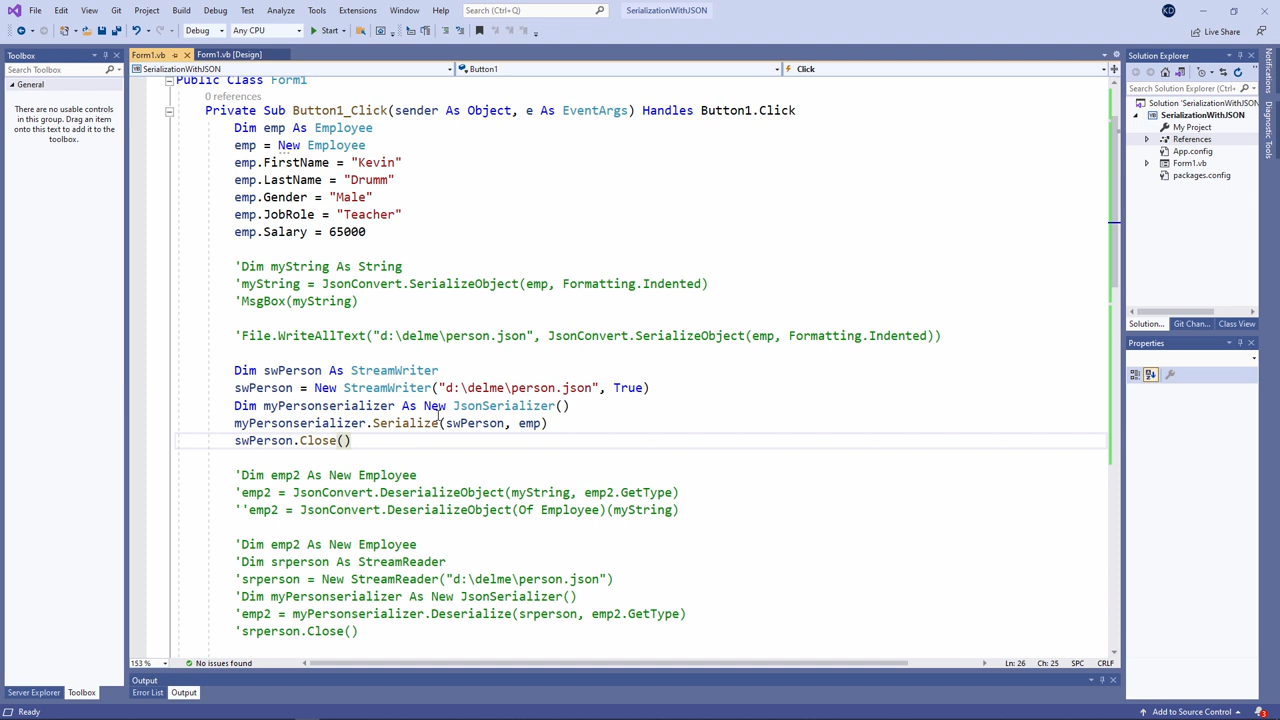 File Edit View Git Project Build Debug Test Analyze Tools Extensions Window Help Search (Ctrl+Q) SerializationWithJSON KD
Debug Any CPU Start Live Share
Toolbox
Search Toolbox
General
There are no usable controls
in this group. Drag an item
onto this text to add it to the
toolbox.
Server Explorer Toolbox
Form1.vb Form1.vb [Design]
SerializationWithJSON Button1 Click
Public Class Form1
0 references
Private Sub Button1_Click(sender As Object, e As EventArgs) Handles Button1.Click
Dim emp As Employee
emp = New Employee
emp.FirstName = "Kevin"
emp.LastName = "Drumm"
emp.Gender = "Male"
emp.JobRole = "Teacher"
emp.Salary = 65000
'Dim myString As String
'myString = JsonConvert.SerializeObject(emp, Formatting.Indented)
'MsgBox(myString)
'File.WriteAllText("d:\delme\person.json", JsonConvert.SerializeObject(emp, Formatting.Indented))
Dim swPerson As StreamWriter
swPerson = New StreamWriter("d:\delme\person.json", True)
Dim myPersonserializer As New JsonSerializer()
myPersonserializer.Serialize(swPerson, emp)
swPerson.Close()
'Dim emp2 As New Employee
'emp2 = JsonConvert.DeserializeObject(myString, emp2.GetType)
''emp2 = JsonConvert.DeserializeObject(Of Employee)(myString)
'Dim emp2 As New Employee
'Dim srperson As StreamReader
'srperson = New StreamReader("d:\delme\person.json")
'Dim myPersonserializer As New JsonSerializer()
'emp2 = myPersonserializer.Deserialize(srperson, emp2.GetType)
'srperson.Close()
153 % No issues found Ln: 26 Ch: 25 SPC CRLF
Output
Error List Output
Solution Explorer
Search Solution Explorer (Ctrl+;)
Solution 'SerializationWithJSON
SerializationWithJSON
My Project
References
App.config
Form1.vb
packages.config
Solution... Git Chan... Class View
Properties
Notifications
Diagnostic Tools
Ready Add to Source Control 3